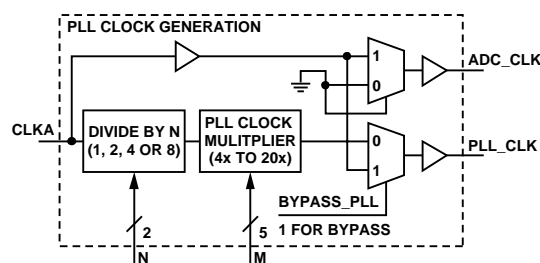 PLL CLOCK GENERATION
1
0
ADC_CLK
CLKA
DIVIDE BY N
(1, 2, 4 OR 8)
PLL CLOCK
MULITPLIER
(4x TO 20x)
0
1
PLL_CLK
BYPASS_PLL
1 FOR BYPASS
2
5
N
M